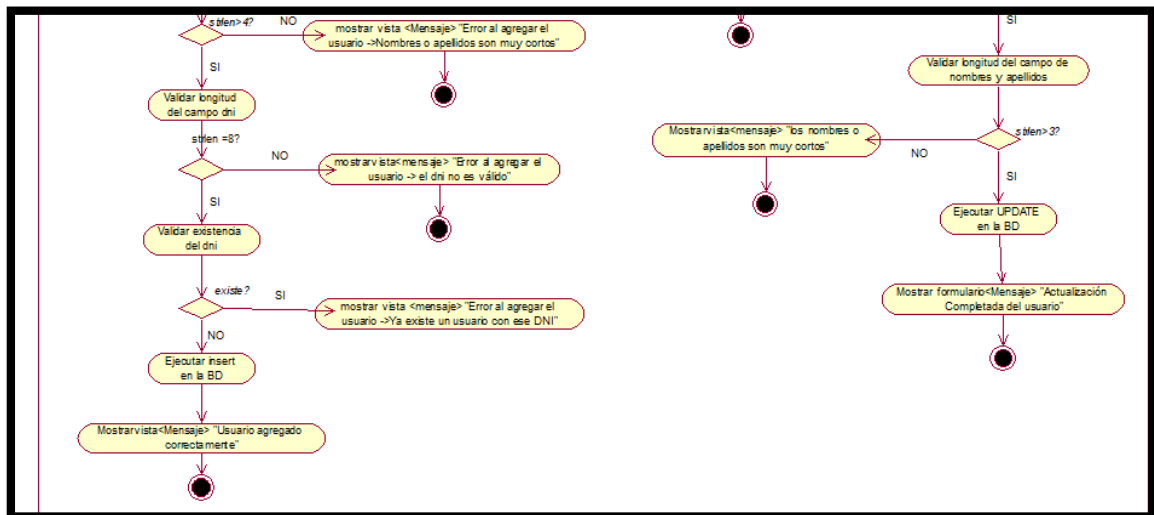 strlen>4?
NO
mostrar vista <Mensaje> "Error al agregar el
usuario ->Nombres o apellidos son muy cortos"
SI
Validar longitud
del campo dni
strlen =8?
NO
mostrarvista<mensaje> "Error al agregar el
usuario -> el dni no es válido"
SI
Validar existencia
del dni
existe?
SI
mostrar vista <mensaje> "Error al agregar el
usuario ->Ya existe un usuario con ese DNI"
NO
Ejecutar insert
en la BD
Mostrarvista<Mensaje> "Usuario agregado
correctamente"
SI
Validar longitud del campo de
nombres y apellidos
strlen>3?
NO
Mostrarvista<mensaje> "los nombres o
apellidos son muy cortos"
SI
Ejecutar UPDATE
en la BD
Mostrar formulario<Mensaje> "Actualización
Completada del usuario"